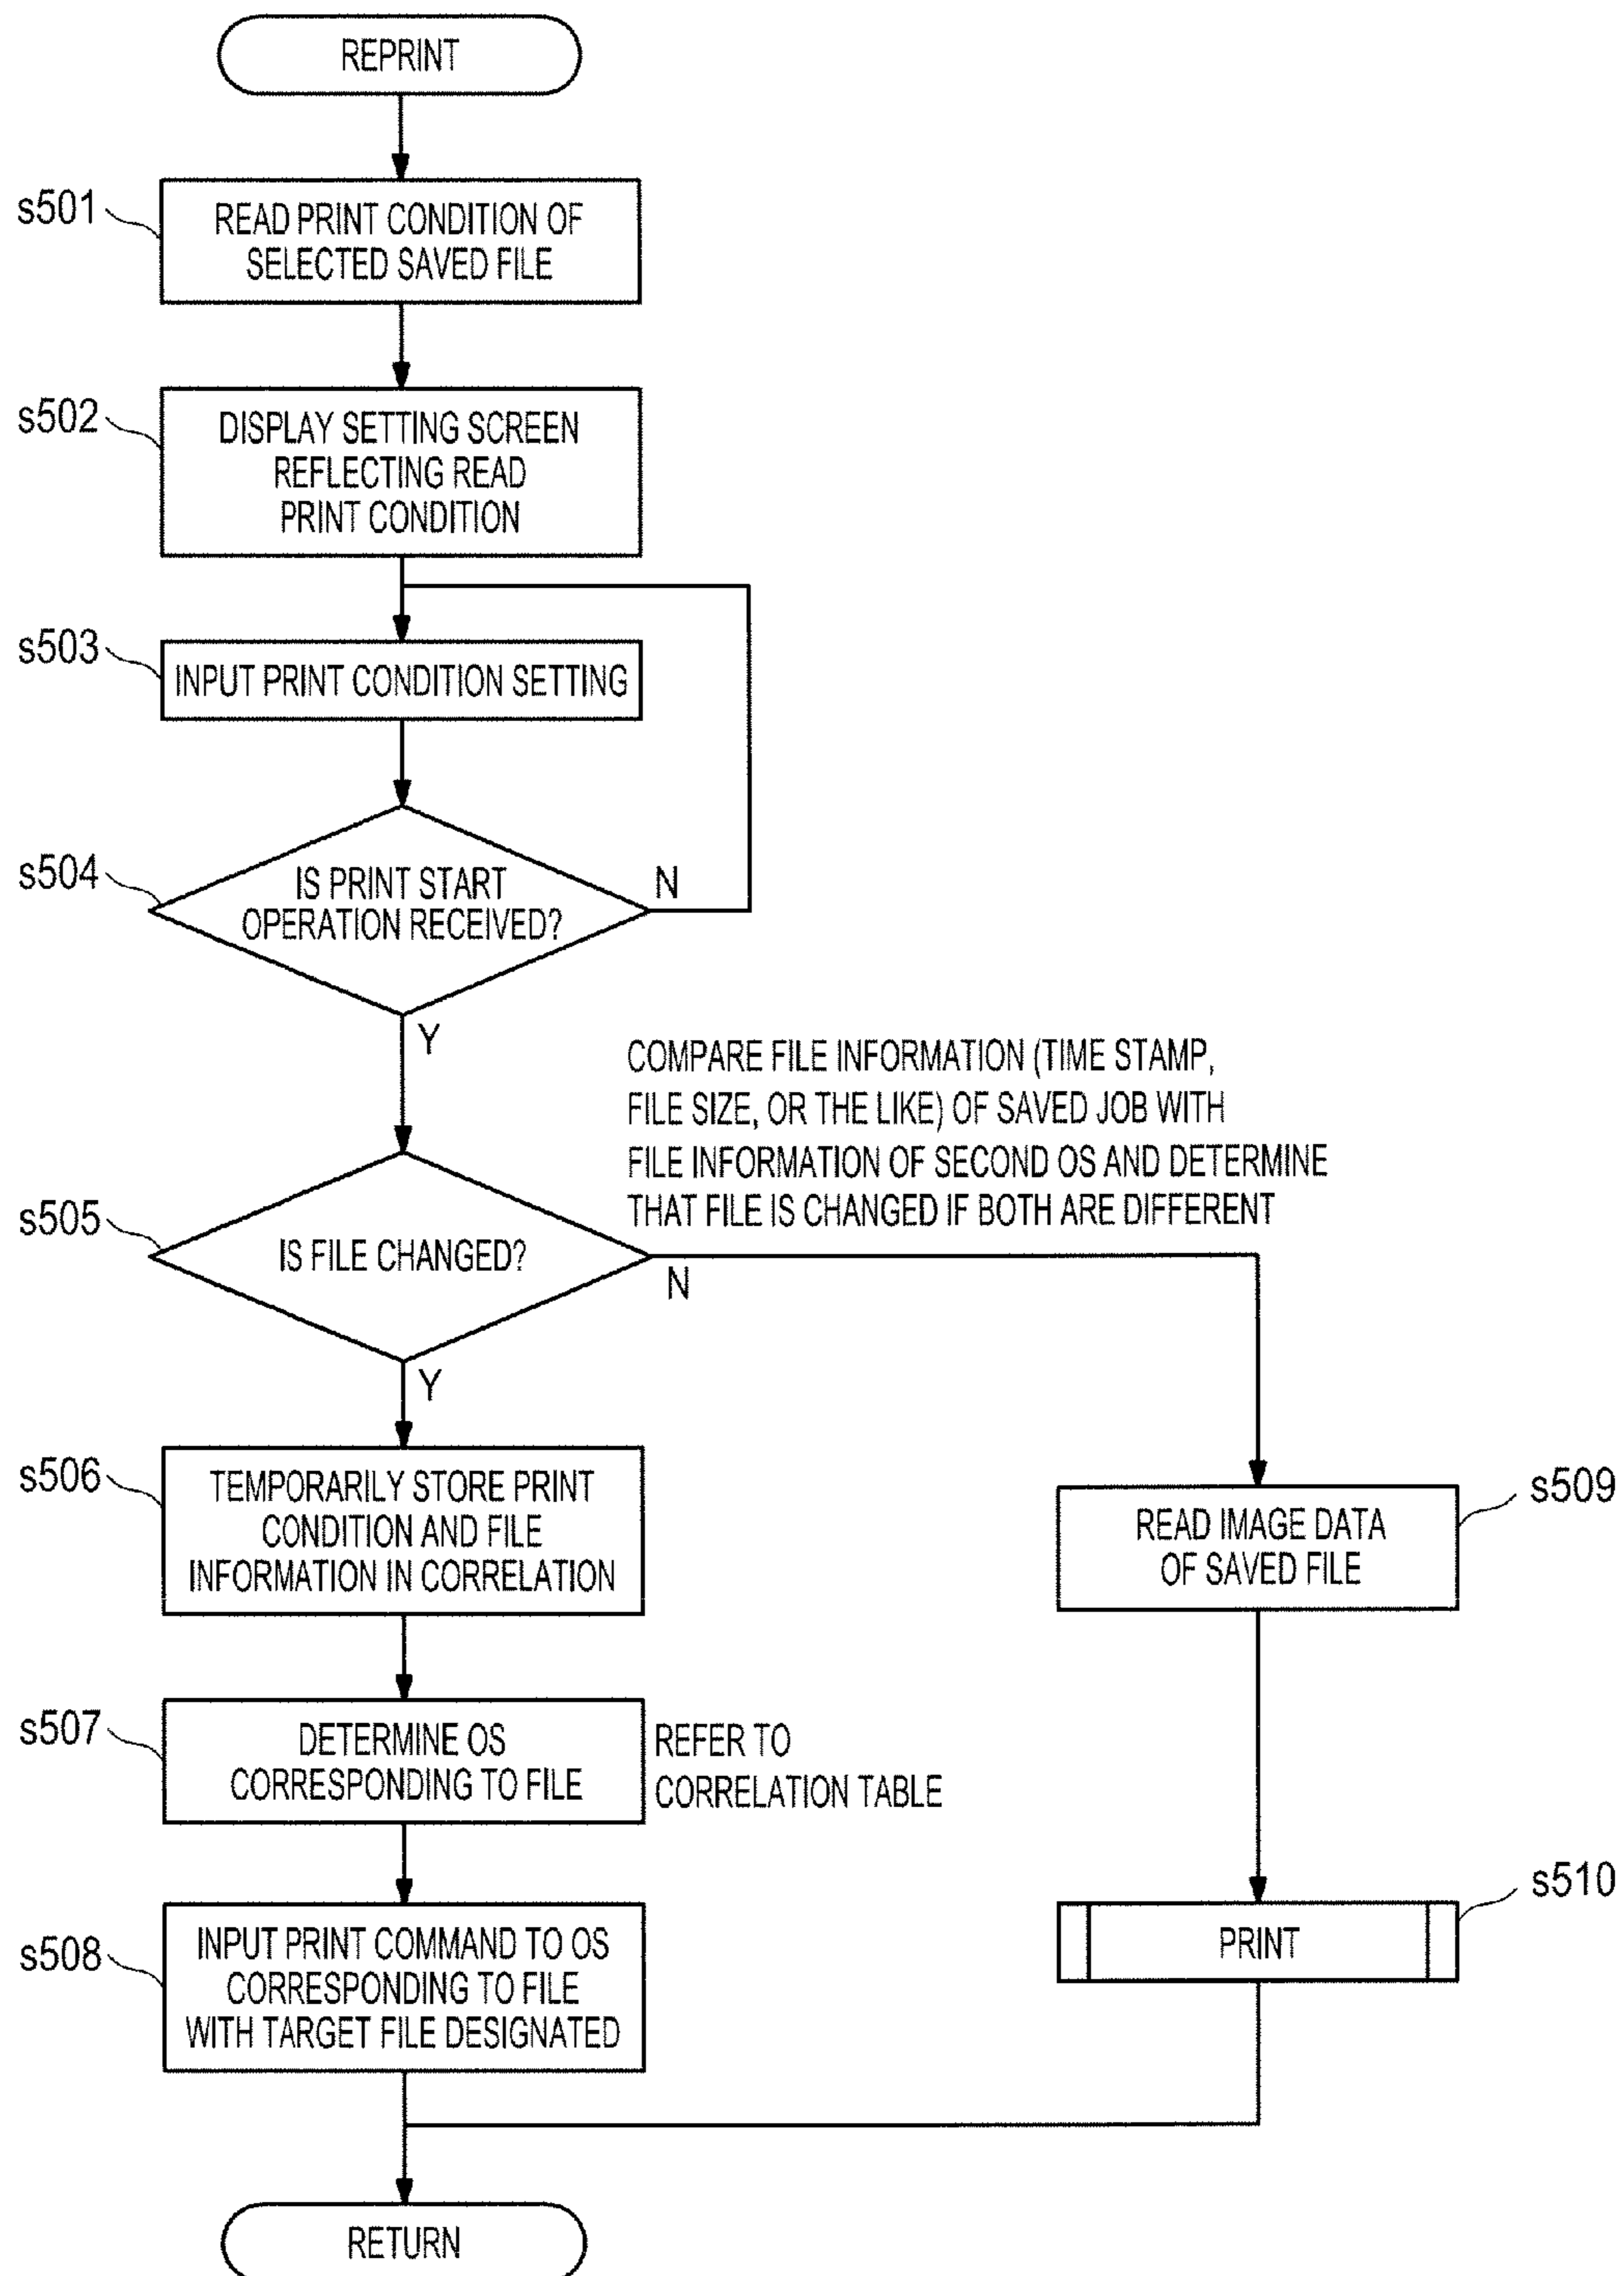 REPRINT
s501
READ PRINT CONDITION OF
SELECTED SAVED FILE
s502
DISPLAY SETTING SCREEN
REFLECTING READ
PRINT CONDITION
s503
INPUT PRINT CONDITION SETTING
s504
IS PRINT START
OPERATION RECEIVED?
N
Y
COMPARE FILE INFORMATION (TIME STAMP,
FILE SIZE, OR THE LIKE) OF SAVED JOB WITH
FILE INFORMATION OF SECOND OS AND DETERMINE
THAT FILE IS CHANGED IF BOTH ARE DIFFERENT
s505
IS FILE CHANGED?
N
Y
s506
TEMPORARILY STORE PRINT
CONDITION AND FILE
INFORMATION IN CORRELATION
s509
READ IMAGE DATA
OF SAVED FILE
s507
DETERMINE OS
CORRESPONDING TO FILE
REFER TO
CORRELATION TABLE
s508
INPUT PRINT COMMAND TO OS
CORRESPONDING TO FILE
WITH TARGET FILE DESIGNATED
s510
PRINT
RETURN